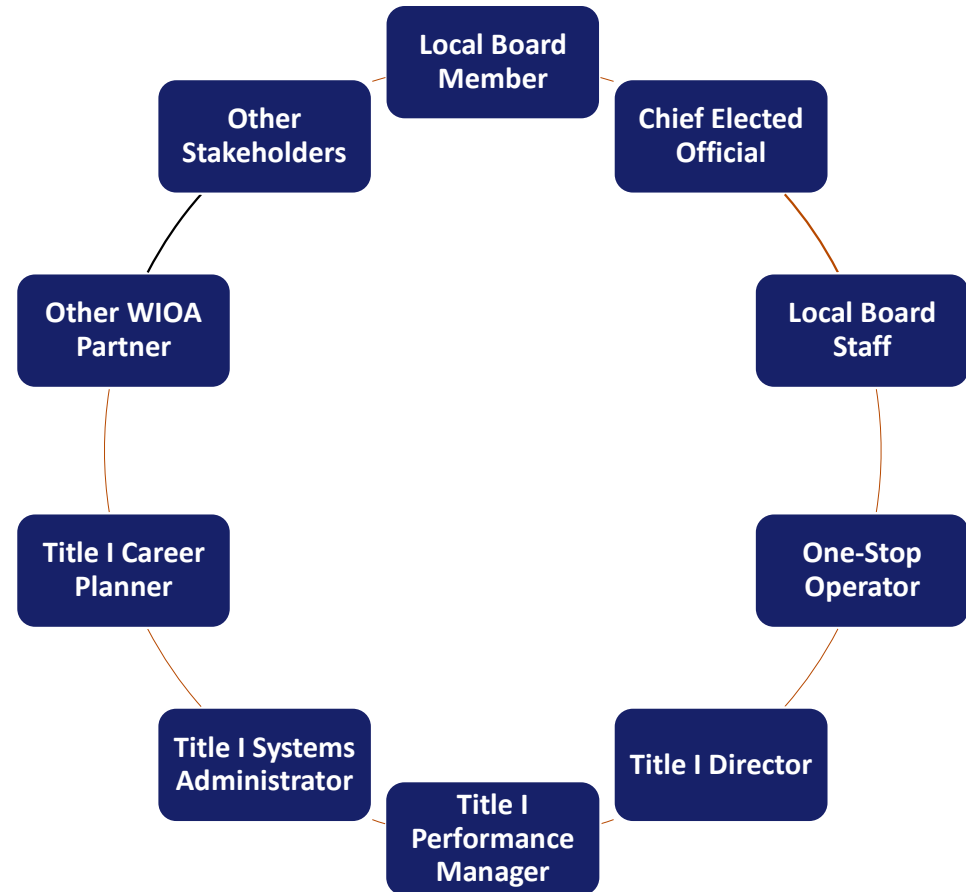 Local Board
Member
Chief Elected
Official
Local Board
Staff
One-Stop
Operator
Title I Director
Title I
Performance
Manager
Title I Systems
Administrator
Title I Career
Planner
Other WIOA
Partner
Other
Stakeholders